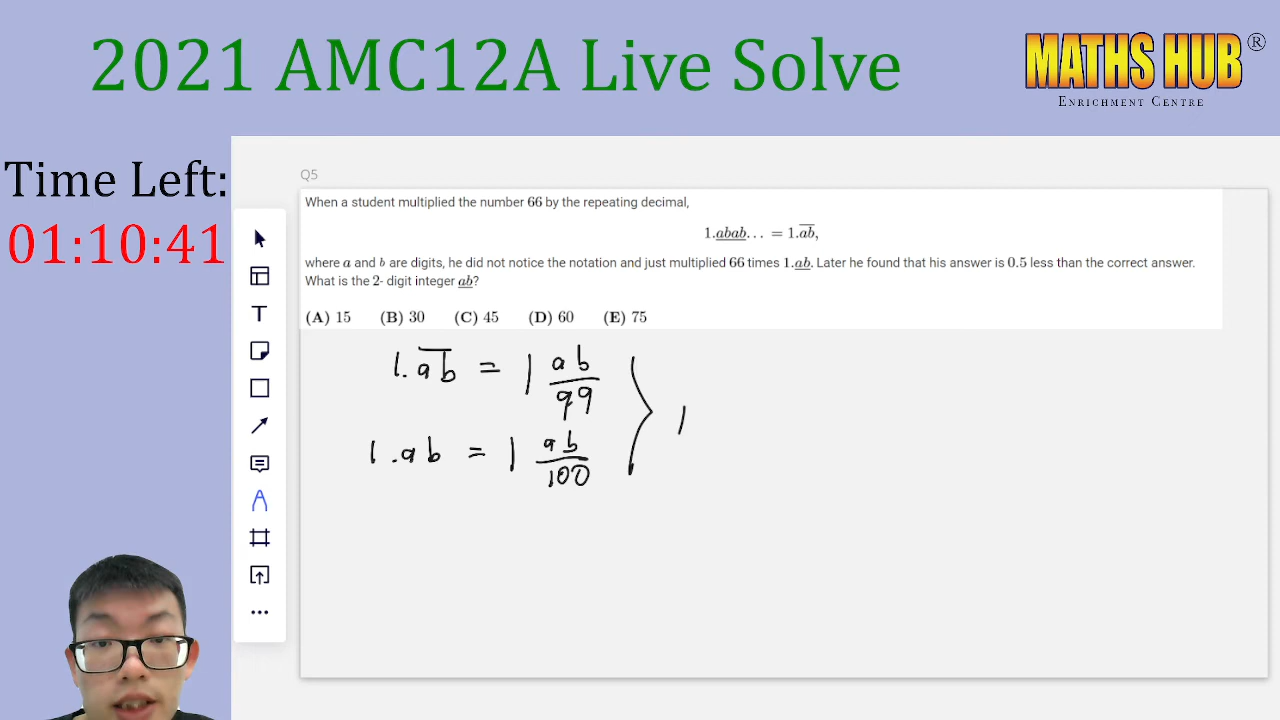 2021 AMC12A Live Solve
MATHS HUB®
ENRICHMENT CENTRE
Time Left:
01:10:41
Q5
When a student multiplied the number 66 by the repeating decimal,
1.abab... = 1.a̅b̅,
where a and b are digits, he did not notice the notation and just multiplied 66 times 1.ab. Later he found that his answer is 0.5 less than the correct answer.
What is the 2- digit integer ab?
(A) 15 (B) 30 (C) 45 (D) 60 (E) 75
1.a̅b̅ = 1 ab/99
1.ab = 1 ab/100
T